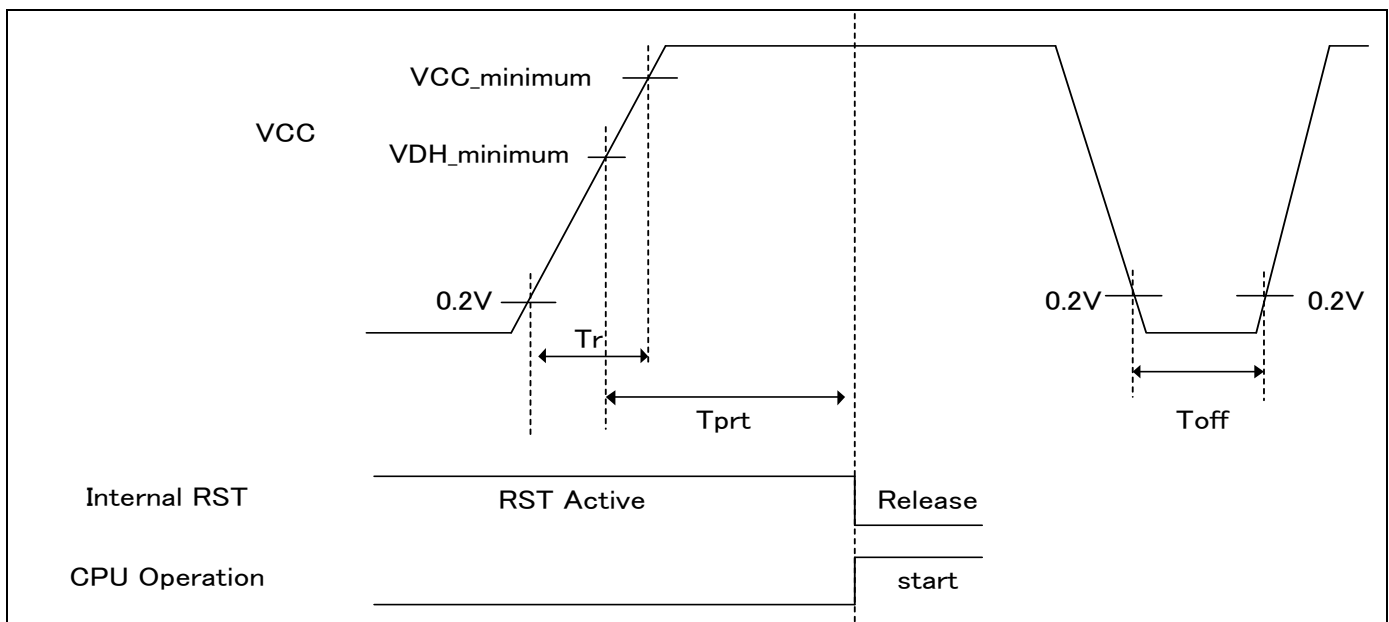 VCC_minimum
VCC
VDH_minimum
0.2V
0.2V
0.2V
Tr
Tprt
Toff
Internal RST
RST Active
Release
CPU Operation
start